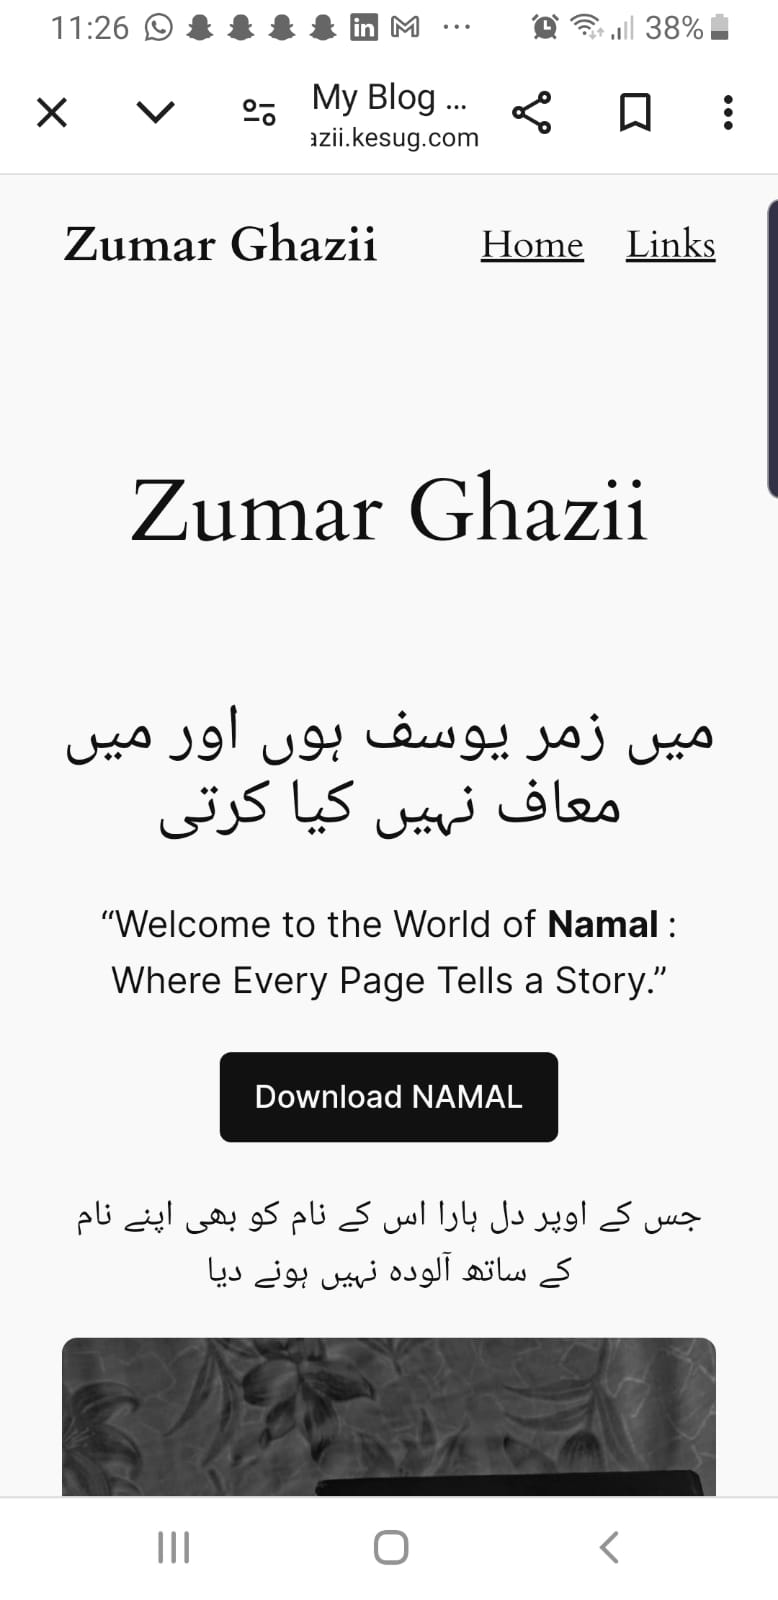 11:26 38%
My Blog ...
azii.kesug.com
Zumar Ghazii Home Links
Zumar Ghazii
میں زمر یوسف ہوں اور میں
معاف نہیں کیا کرتی
“Welcome to the World of Namal :
Where Every Page Tells a Story.”
Download NAMAL
جس کے اوپر دل ہارا اس کے نام کو بھی اپنے نام
کے ساتھ آلودہ نہیں ہونے دیا